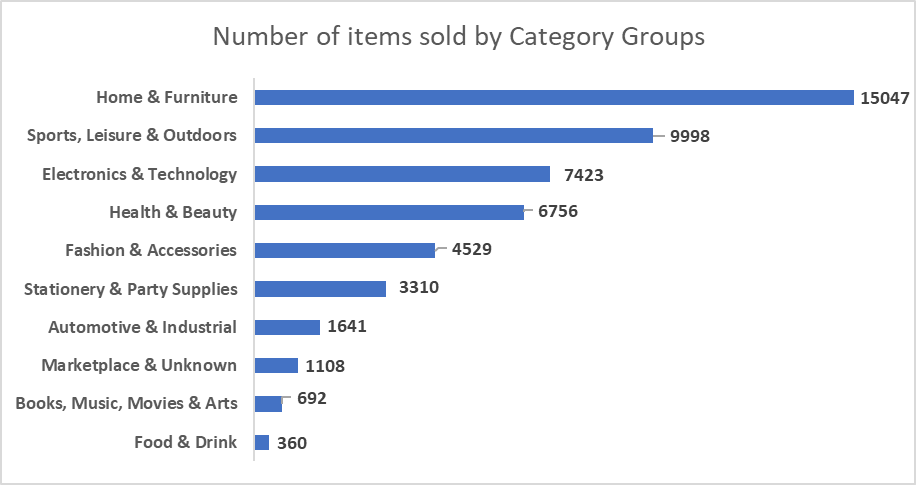 Number of items sold by Category Groups
Home & Furniture 15047
Sports, Leisure & Outdoors 9998
Electronics & Technology 7423
Health & Beauty 6756
Fashion & Accessories 4529
Stationery & Party Supplies 3310
Automotive & Industrial 1641
Marketplace & Unknown 1108
Books, Music, Movies & Arts 692
Food & Drink 360